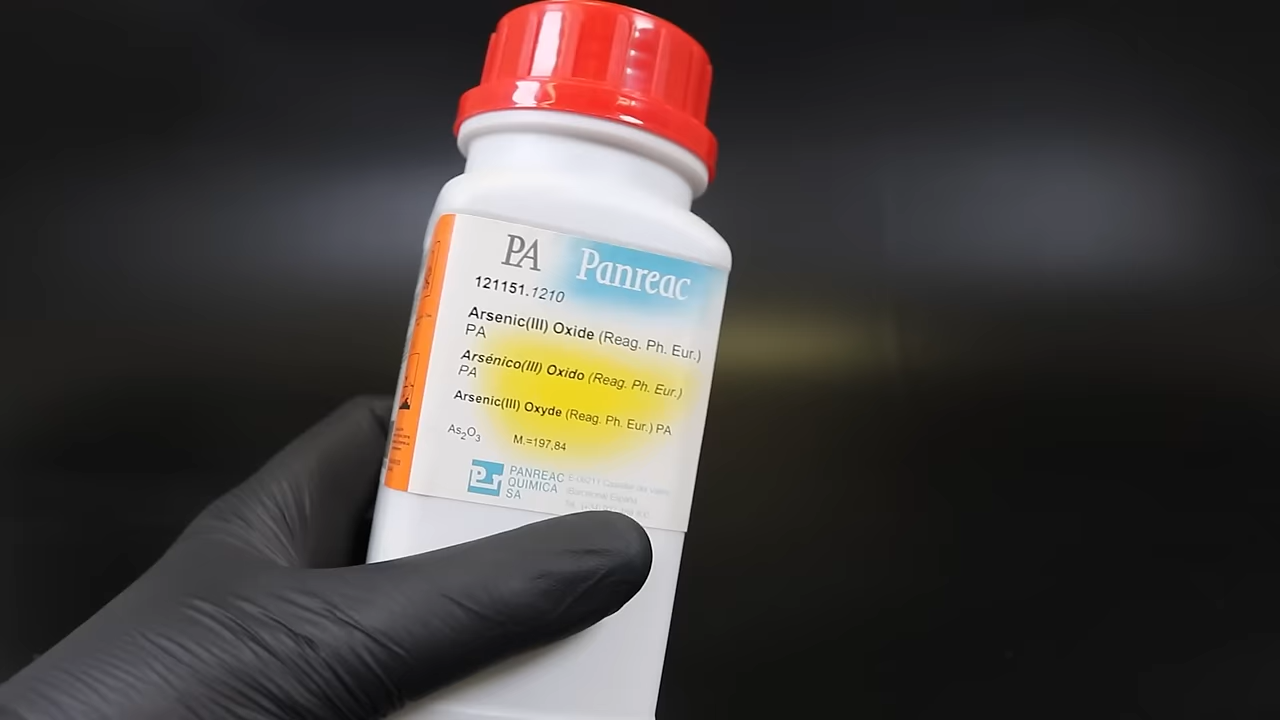 PA Panreac
121151.1210
Arsenic(III) Oxide (Reag. Ph. Eur.)
PA
Arsénico(III) Oxido (Reag. Ph. Eur.)
PA
Arsenic(III) Oxyde (Reag. Ph. Eur.) PA
As₂O₃ M.=197,84
PANREAC
QUIMICA
SA